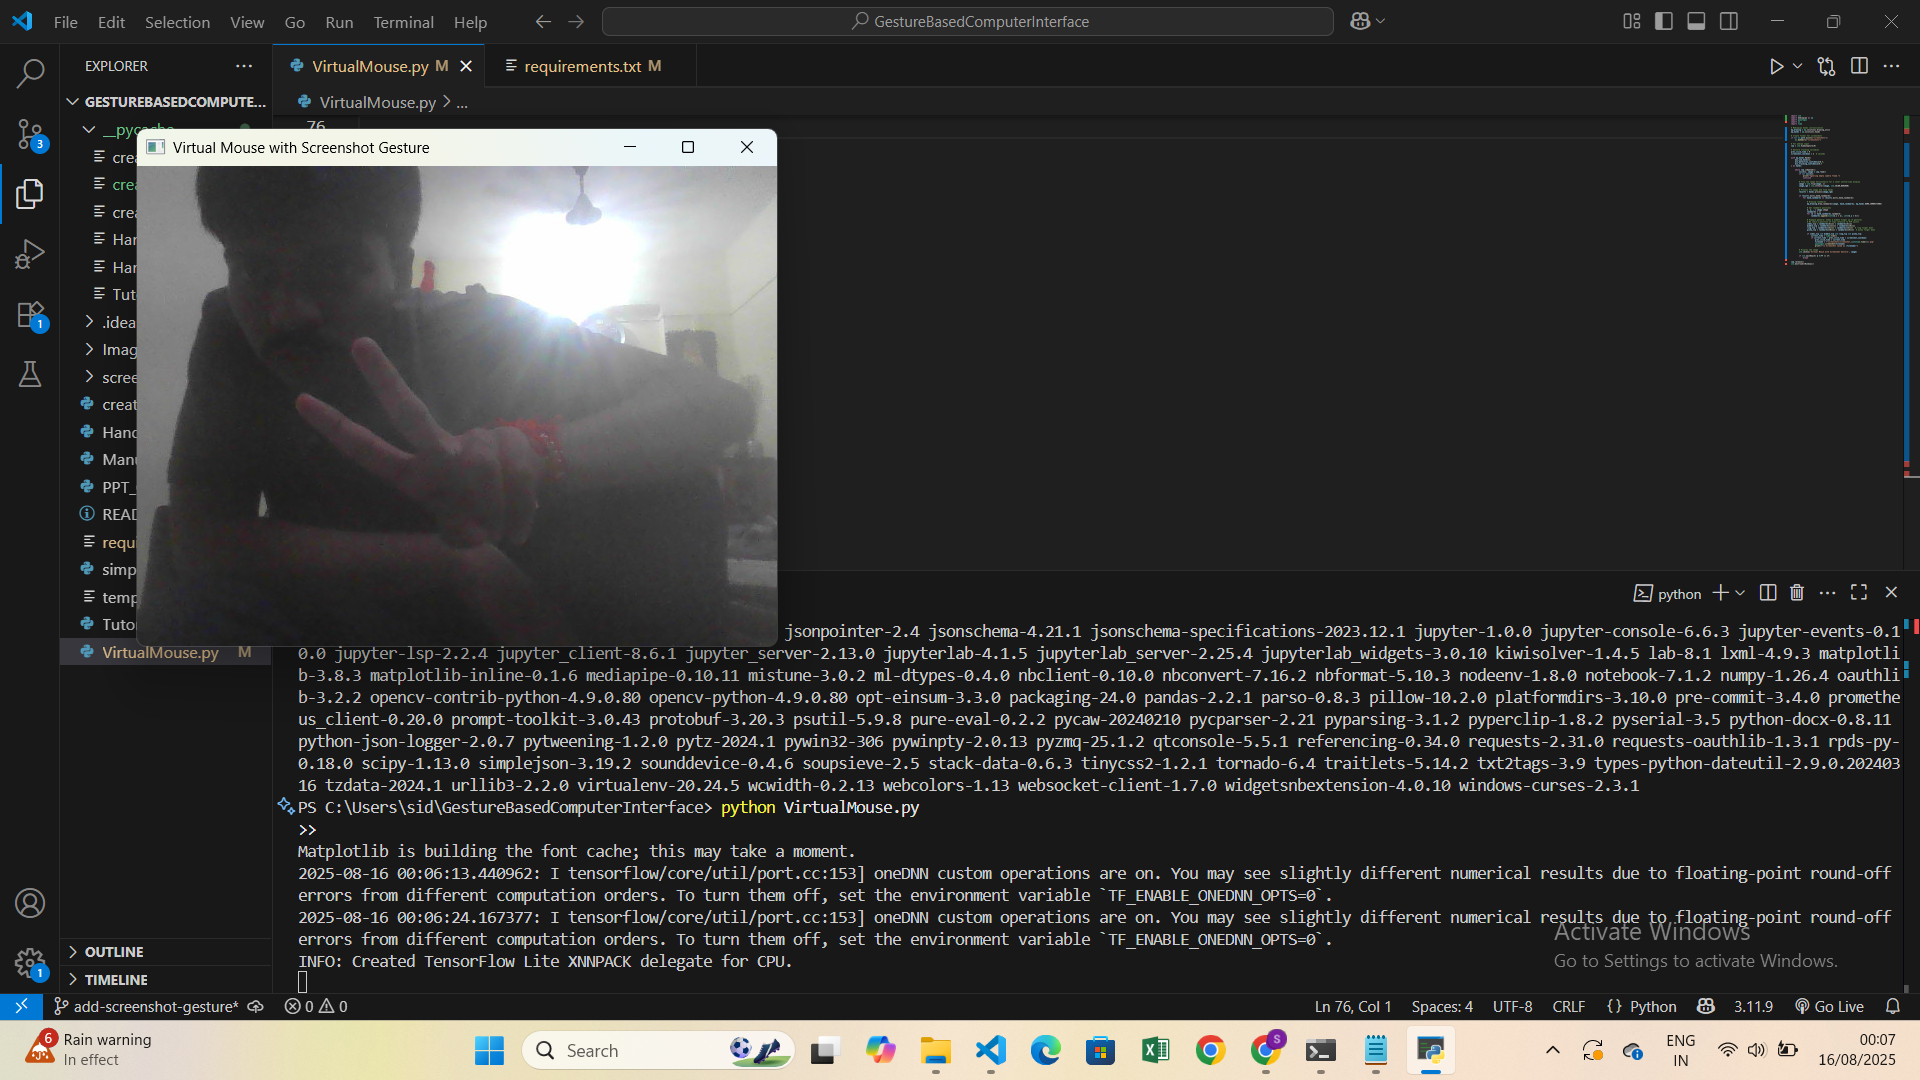 File Edit Selection View Go Run Terminal Help
GestureBasedComputerInterface
EXPLORER
VirtualMouse.py M
requirements.txt M
GESTUREBASEDCOMPUTE...
VirtualMouse.py > ...
76
__pycache
Virtual Mouse with Screenshot Gesture
crea
crea
crea
Har
Har
Tut
.idea
Imag
scree
creat
Hand
Manu
PPT_
READ
requ
simp
temp
Tuto
VirtualMouse.py M
OUTLINE
TIMELINE
python
jsonpointer-2.4 jsonschema-4.21.1 jsonschema-specifications-2023.12.1 jupyter-1.0.0 jupyter-console-6.6.3 jupyter-events-0.1
0.0 jupyter-lsp-2.2.4 jupyter_client-8.6.1 jupyter_server-2.13.0 jupyterlab-4.1.5 jupyterlab_server-2.25.4 jupyterlab_widgets-3.0.10 kiwisolver-1.4.5 lab-8.1 lxml-4.9.3 matplotli
b-3.8.3 matplotlib-inline-0.1.6 mediapipe-0.10.11 mistune-3.0.2 ml-dtypes-0.4.0 nbclient-0.10.0 nbconvert-7.16.2 nbformat-5.10.3 nodeenv-1.8.0 notebook-7.1.2 numpy-1.26.4 oauthli
b-3.2.2 opencv-contrib-python-4.9.0.80 opencv-python-4.9.0.80 opt-einsum-3.3.0 packaging-24.0 pandas-2.2.1 parso-0.8.3 pillow-10.2.0 platformdirs-3.10.0 pre-commit-3.4.0 promethe
us_client-0.20.0 prompt-toolkit-3.0.43 protobuf-3.20.3 psutil-5.9.8 pure-eval-0.2.2 pycaw-20240210 pycparser-2.21 pyparsing-3.1.2 pyperclip-1.8.2 pyserial-3.5 python-docx-0.8.11
python-json-logger-2.0.7 pytweening-1.2.0 pytz-2024.1 pywin32-306 pywinpty-2.0.13 pyzmq-25.1.2 qtconsole-5.5.1 referencing-0.34.0 requests-2.31.0 requests-oauthlib-1.3.1 rpds-py-
0.18.0 scipy-1.13.0 simplejson-3.19.2 sounddevice-0.4.6 soupsieve-2.5 stack-data-0.6.3 tinycss2-1.2.1 tornado-6.4 traitlets-5.14.2 txt2tags-3.9 types-python-dateutil-2.9.0.202403
16 tzdata-2024.1 urllib3-2.2.0 virtualenv-20.24.5 wcwidth-0.2.13 webcolors-1.13 websocket-client-1.7.0 widgetsnbextension-4.0.10 windows-curses-2.3.1
PS C:\Users\sid\GestureBasedComputerInterface> python VirtualMouse.py
>>
Matplotlib is building the font cache; this may take a moment.
2025-08-16 00:06:13.440962: I tensorflow/core/util/port.cc:153] oneDNN custom operations are on. You may see slightly different numerical results due to floating-point round-off
errors from different computation orders. To turn them off, set the environment variable `TF_ENABLE_ONEDNN_OPTS=0`.
2025-08-16 00:06:24.167377: I tensorflow/core/util/port.cc:153] oneDNN custom operations are on. You may see slightly different numerical results due to floating-point round-off
errors from different computation orders. To turn them off, set the environment variable `TF_ENABLE_ONEDNN_OPTS=0`.
INFO: Created TensorFlow Lite XNNPACK delegate for CPU.
Activate Windows
Go to Settings to activate Windows.
3
1
1
add-screenshot-gesture* 0 0 Ln 76, Col 1 Spaces: 4 UTF-8 CRLF {} Python 3.11.9 Go Live
6
Rain warning
In effect
Search
S
ENG
IN
00:07
16/08/2025